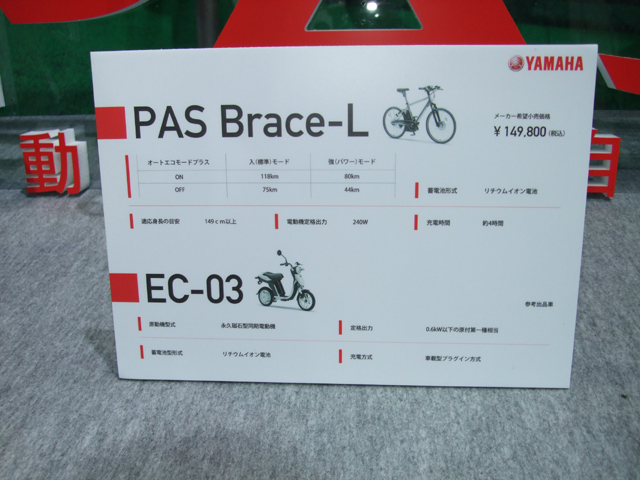 YAMAHA
PAS Brace-L
メーカー希望小売価格
¥149,800(税込)
オートエコモードプラス 入(標準)モード 強(パワー)モード
ON 118km 80km
OFF 75km 44km
蓄電池形式 リチウムイオン電池
適応身長の目安 149cm以上 電動機定格出力 240W 充電時間 約4時間
EC-03
参考出品車
原動機型式 永久磁石型同期電動機 定格出力 0.6kW以下の原付第一種相当
蓄電池型形式 リチウムイオン電池 充電方式 車載型プラグイン方式
動